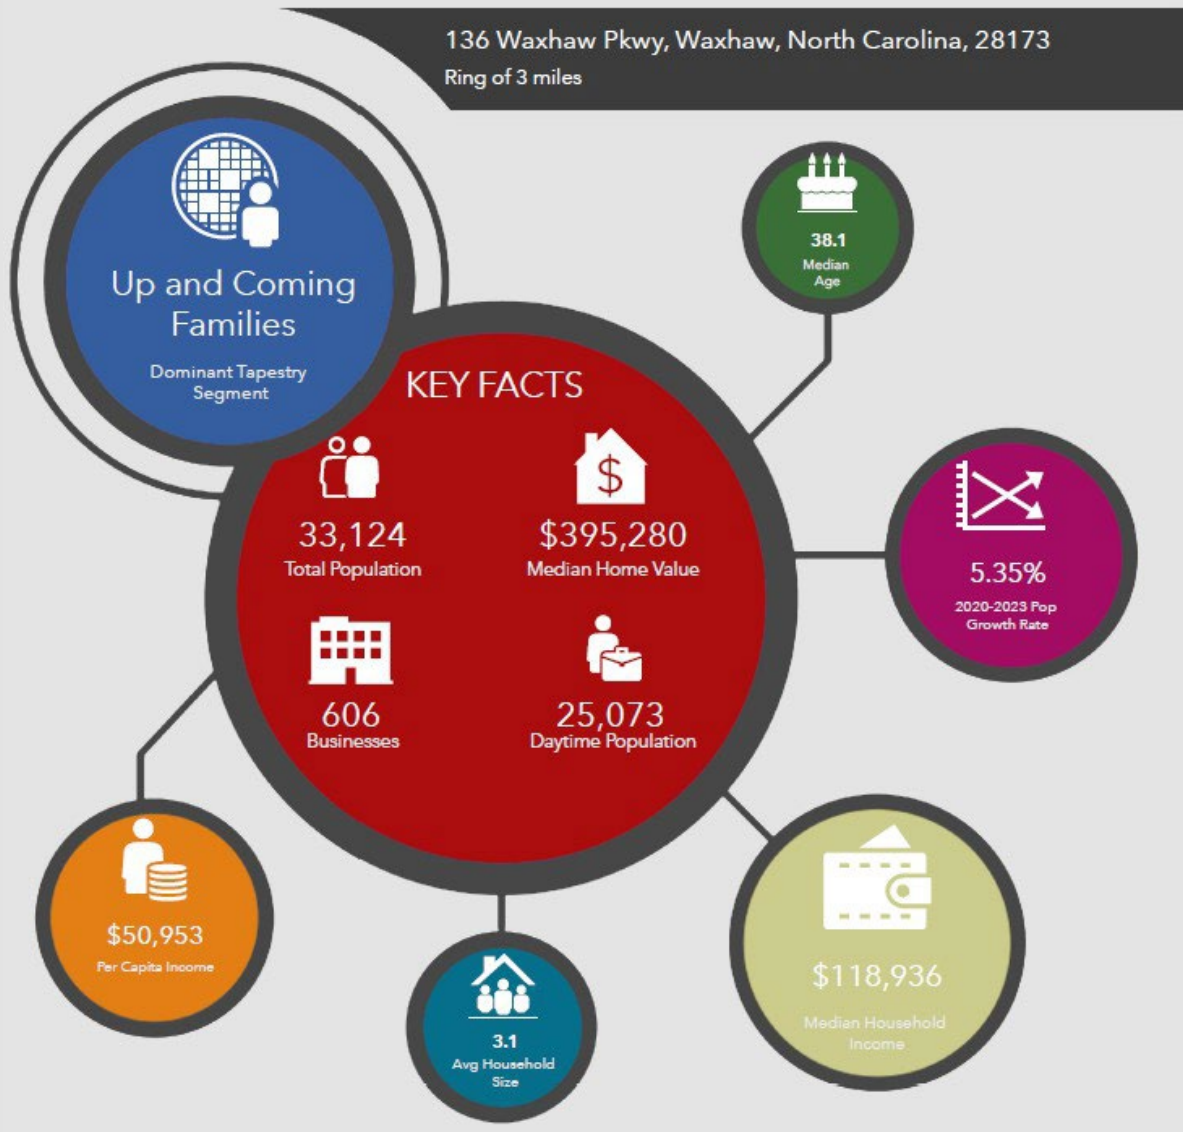 136 Waxhaw Pkwy, Waxhaw, North Carolina, 28173
Ring of 3 miles
Up and Coming
Families
Dominant Tapestry
Segment
38.1
Median
Age
KEY FACTS
33,124
Total Population
$
$395,280
Median Home Value
606
Businesses
25,073
Daytime Population
5.35%
2020-2023 Pop
Growth Rate
$50,953
Per Capita Income
3.1
Avg Household
Size
$118,936
Median Household
Income